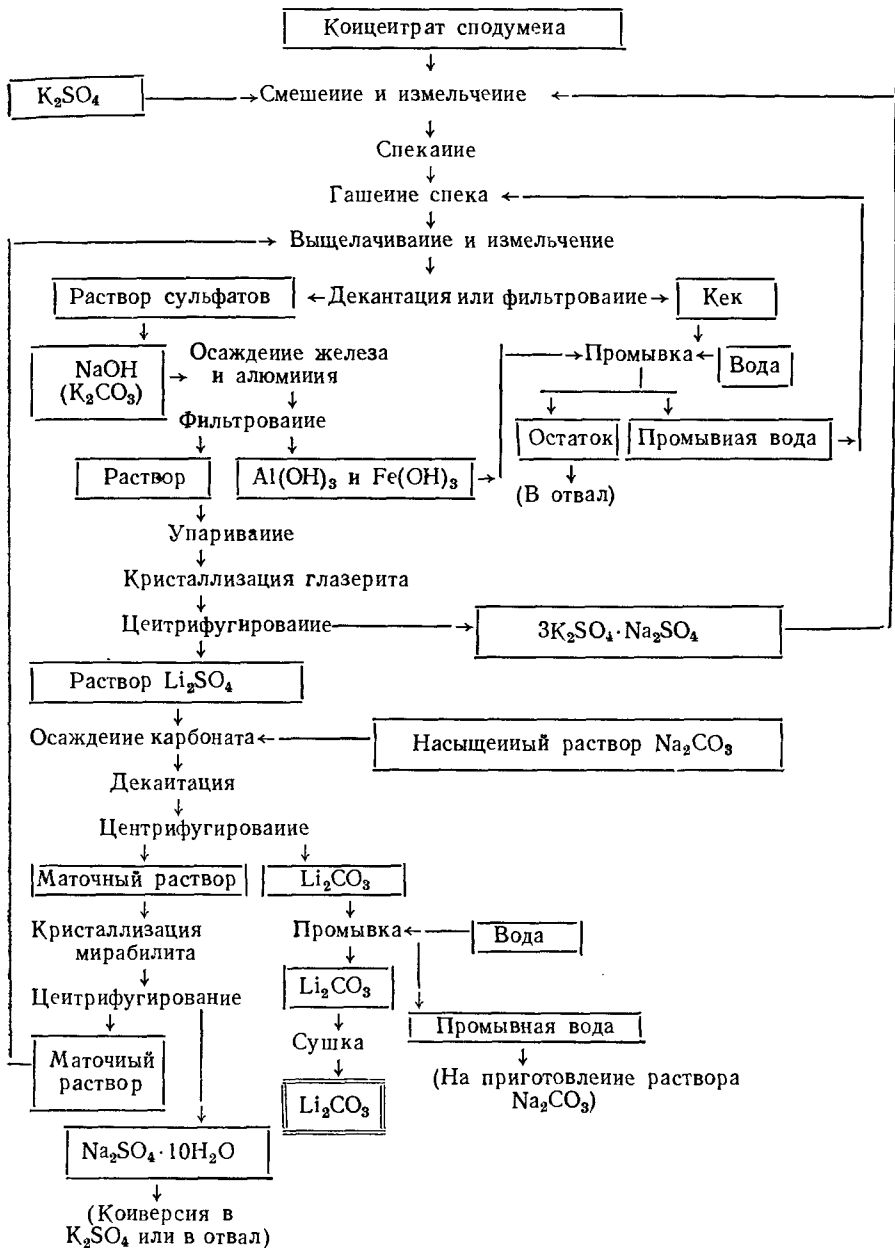 Концентрат сподумена
K₂SO₄
Смешение и измельчение
Спекание
Гашение спека
Выщелачивание и измельчение
Раствор сульфатов
Декантация или фильтрование
Кек
NaOH
(K₂CO₃)
Осаждение железа
и алюминия
Промывка
Вода
Фильтрование
Остаток
Промывная вода
Раствор
Al(OH)₃ и Fe(OH)₃
(В отвал)
Упаривание
Кристаллизация глазерита
Центрифугирование
3K₂SO₄·Na₂SO₄
Раствор Li₂SO₄
Осаждение карбоната
Насыщенный раствор Na₂CO₃
Декантация
Центрифугирование
Маточный раствор
Li₂CO₃
Кристаллизация
мирабилита
Промывка
Вода
Li₂CO₃
Центрифугирование
Промывная вода
Сушка
Маточный
раствор
(На приготовление раствора
Na₂CO₃)
Li₂CO₃
Na₂SO₄·10H₂O
(Конверсия в
K₂SO₄ или в отвал)